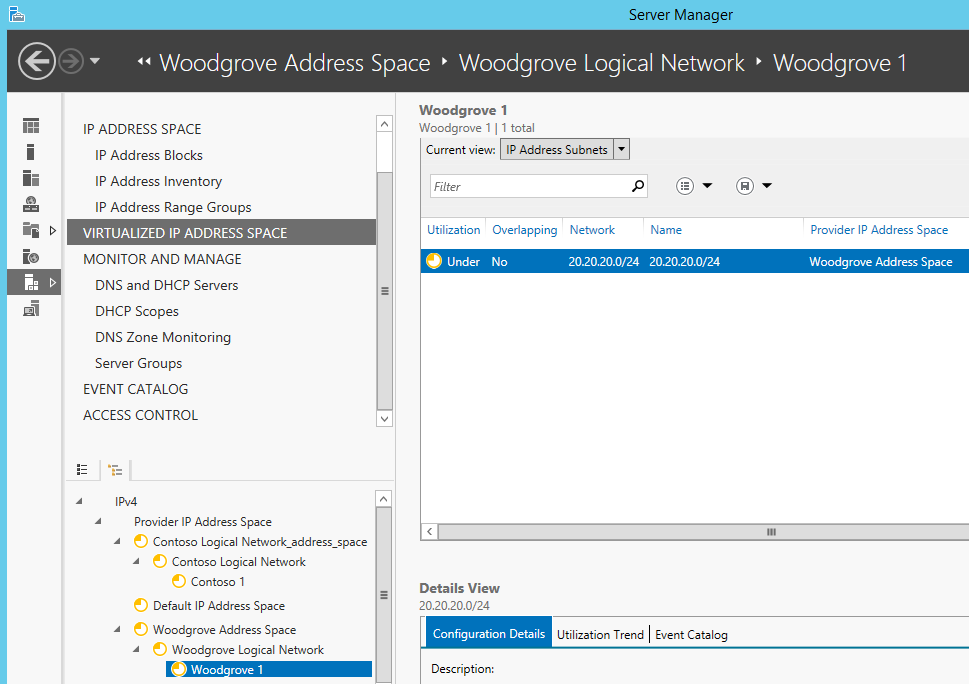 Server Manager
Woodgrove Address Space Woodgrove Logical Network Woodgrove 1
IP ADDRESS SPACE
IP Address Blocks
IP Address Inventory
IP Address Range Groups
VIRTUALIZED IP ADDRESS SPACE
MONITOR AND MANAGE
DNS and DHCP Servers
DHCP Scopes
DNS Zone Monitoring
Server Groups
EVENT CATALOG
ACCESS CONTROL
IPv4
Provider IP Address Space
Contoso Logical Network_address_space
Contoso Logical Network
Contoso 1
Default IP Address Space
Woodgrove Address Space
Woodgrove Logical Network
Woodgrove 1
Woodgrove 1
Woodgrove 1 | 1 total
Current view: IP Address Subnets
Filter
Utilization Overlapping Network Name Provider IP Address Space
Under No 20.20.20.0/24 20.20.20.0/24 Woodgrove Address Space
Details View
20.20.20.0/24
Configuration Details Utilization Trend Event Catalog
Description: